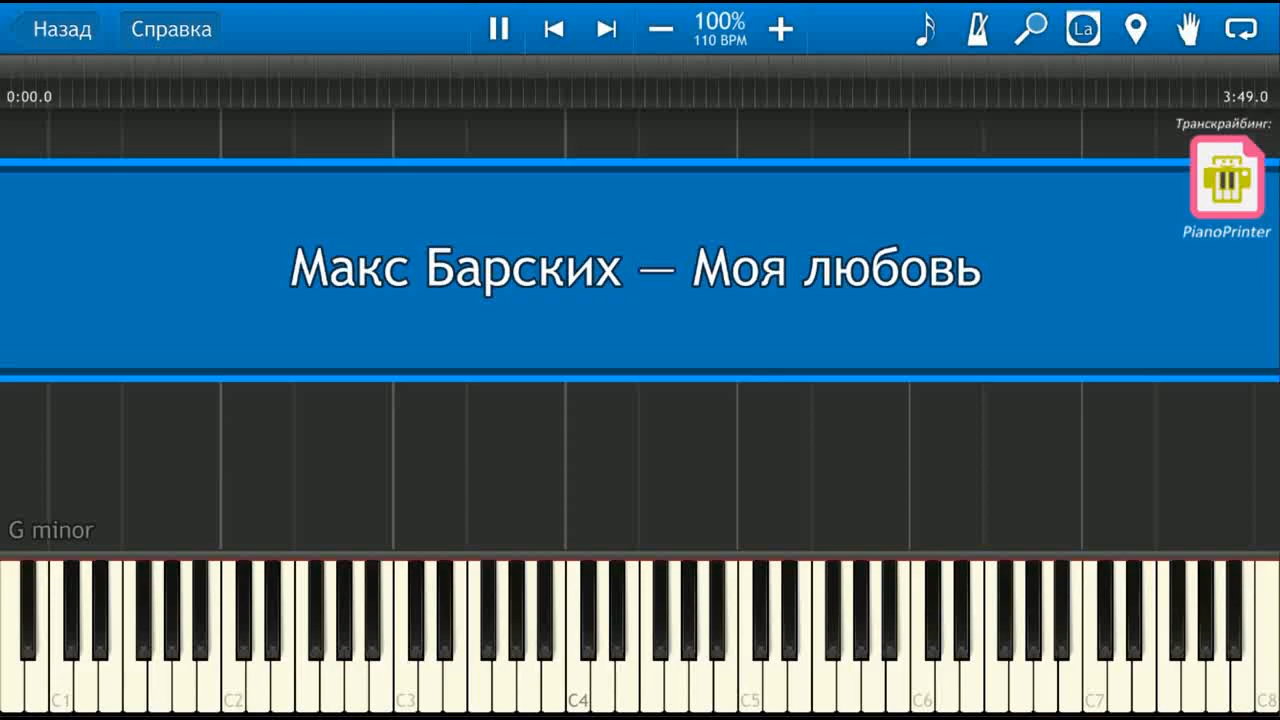 Назад
Справка
100%
110 BPM
La
0:00.0
3:49.0
Транскрайбинг:
PianoPrinter
Макс Барских – Моя любовь
G minor
C1
C2
C3
C4
C5
C6
C7
C8